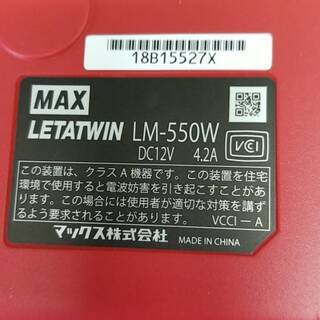 18B15527X
MAX
LETATWIN LM-550W
DC12V 4.2A
VCI
この装置は、クラスA機器です。この装置を住宅
環境で使用すると電波妨害を引き起こすことがあ
ります。この場合には使用者が適切な対策を講ず
るよう要求されることがあります。 VCCI-A
マックス株式会社 MADE IN CHINA